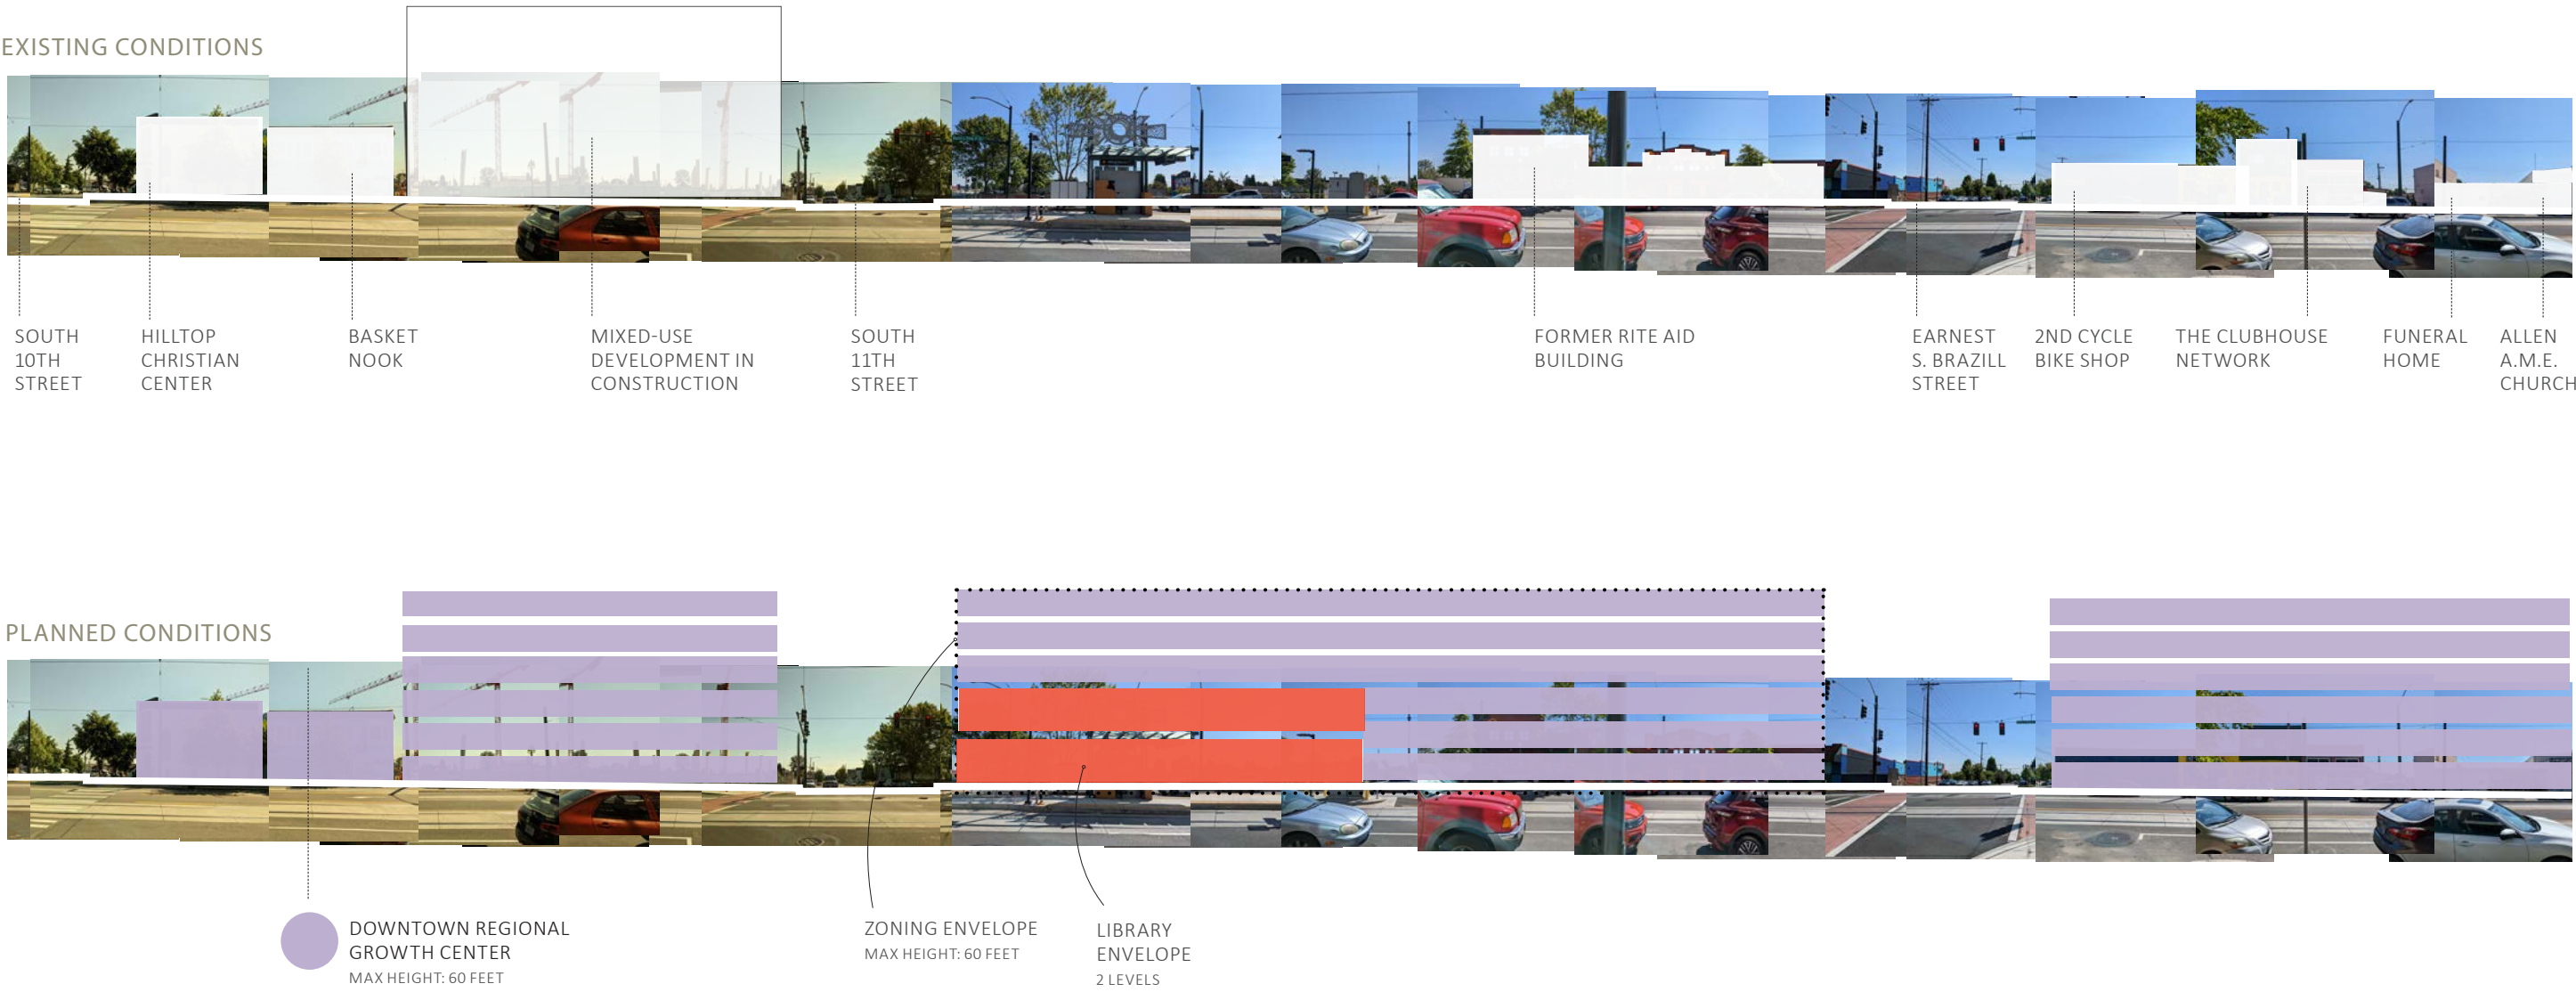 EXISTING CONDITIONS
SOUTH
10TH
STREET
HILLTOP
CHRISTIAN
CENTER
BASKET
NOOK
MIXED-USE
DEVELOPMENT IN
CONSTRUCTION
SOUTH
11TH
STREET
FORMER RITE AID
BUILDING
EARNEST
S. BRAZILL
STREET
2ND CYCLE
BIKE SHOP
THE CLUBHOUSE
NETWORK
FUNERAL
HOME
ALLEN
A.M.E.
CHURCH
PLANNED CONDITIONS
DOWNTOWN REGIONAL
GROWTH CENTER
MAX HEIGHT: 60 FEET
ZONING ENVELOPE
MAX HEIGHT: 60 FEET
LIBRARY
ENVELOPE
2 LEVELS